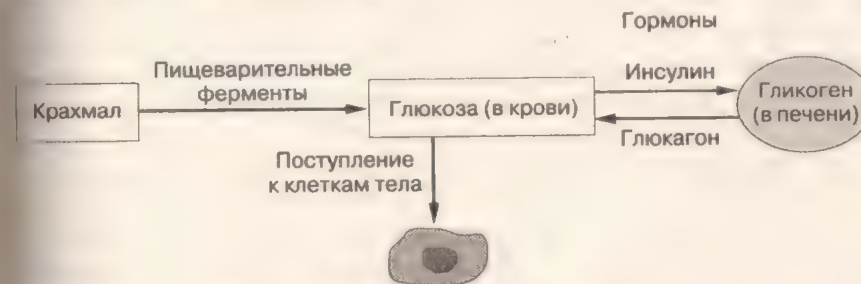 Гормоны
Крахмал
Пищеварительные
ферменты
Глюкоза (в крови)
Инсулин
Глюкагон
Гликоген
(в печени)
Поступление
к клеткам тела